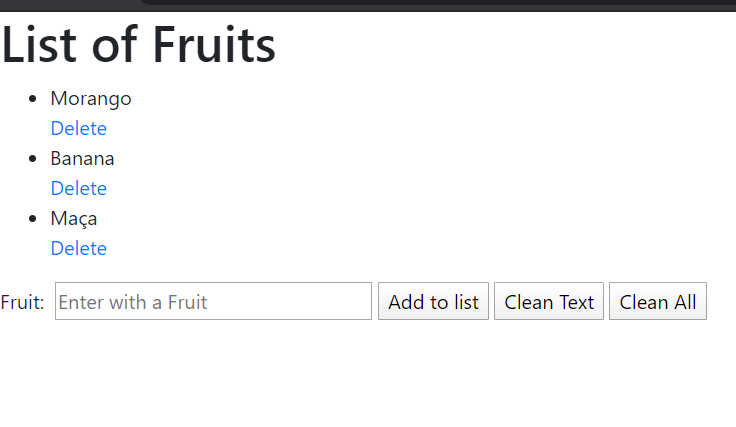 List of Fruits
Morango
Delete
Banana
Delete
Maça
Delete
Fruit: Enter with a Fruit Add to list Clean Text Clean All